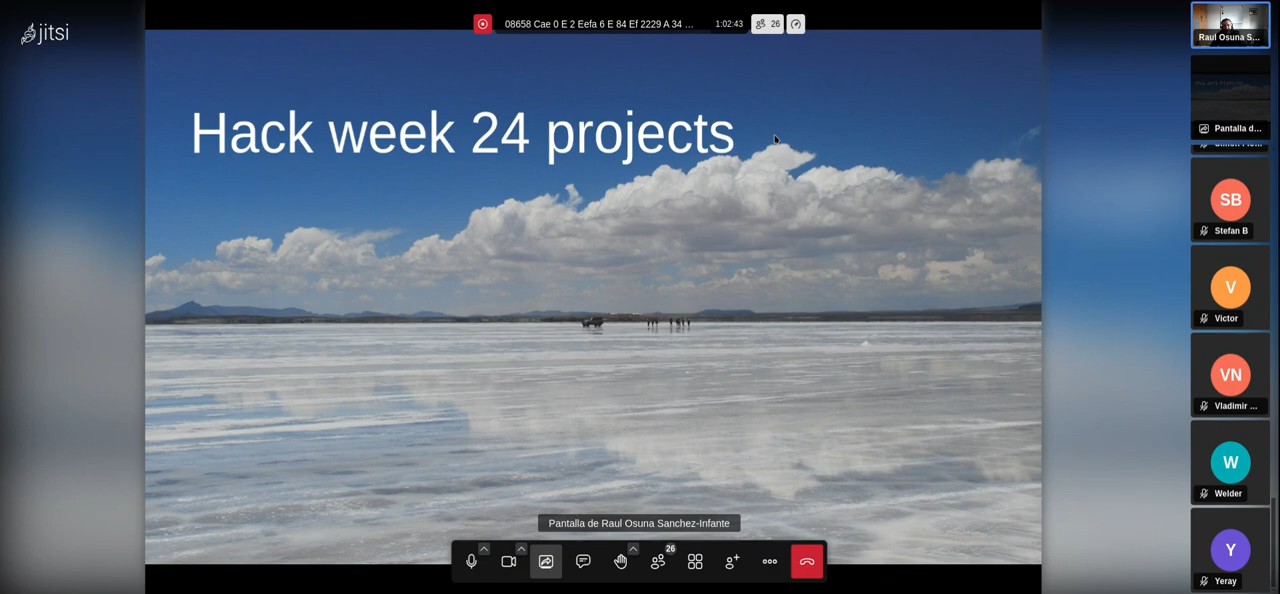 jitsi
08658 Cae 0 E 2 Eefa 6 E 84 Ef 2229 A 34 ...
1:02:43
26
Hack week 24 projects
Pantalla de Raul Osuna Sanchez-Infante
26
Raul Osuna S...
Pantalla d...
SB
Stefan B
V
Victor
VN
Vladimir ...
W
Welder
Y
Yeray